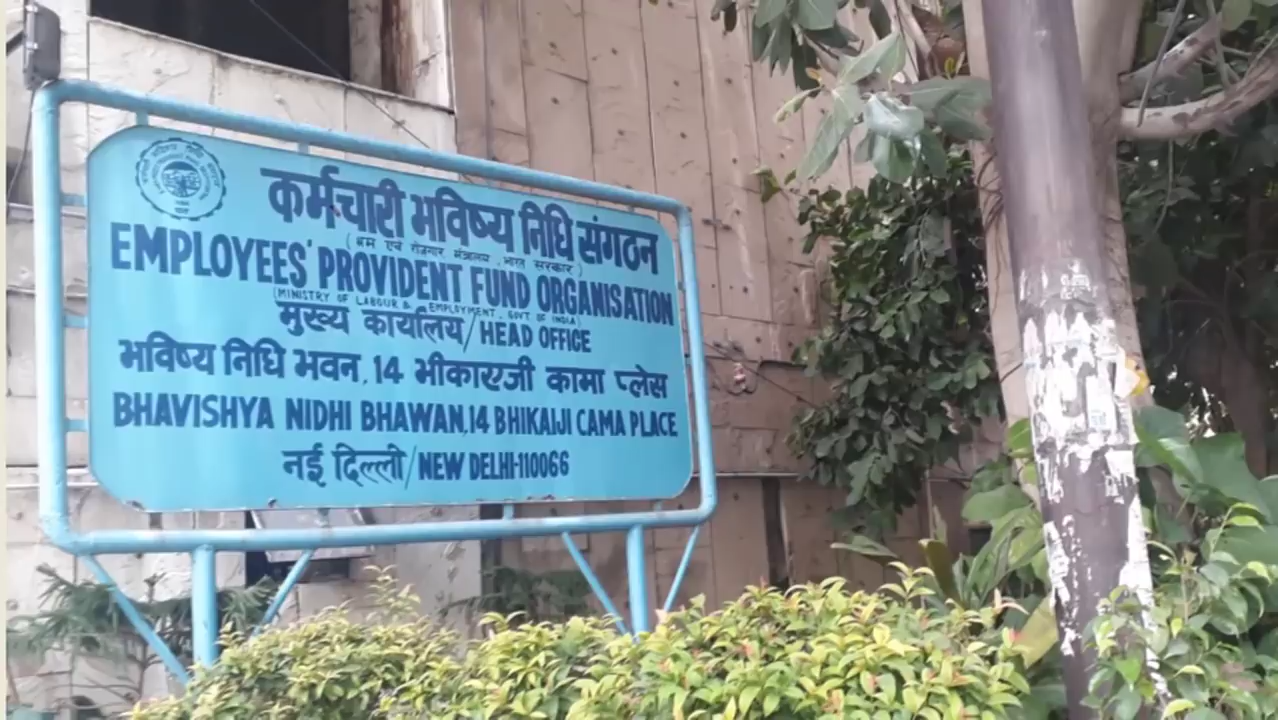 कर्मचारी भविष्य निधि संगठन
(श्रम एवं रोजगार मंत्रालय, भारत सरकार)
EMPLOYEES' PROVIDENT FUND ORGANISATION
(MINISTRY OF LABOUR & EMPLOYMENT, GOVT OF INDIA)
मुख्य कार्यालय/HEAD OFFICE
भविष्य निधि भवन, 14 भीकाएजी कामा प्लेस
BHAVISHYA NIDHI BHAWAN, 14 BHIKAIJI CAMA PLACE
नई दिल्ली/NEW DELHI-110066